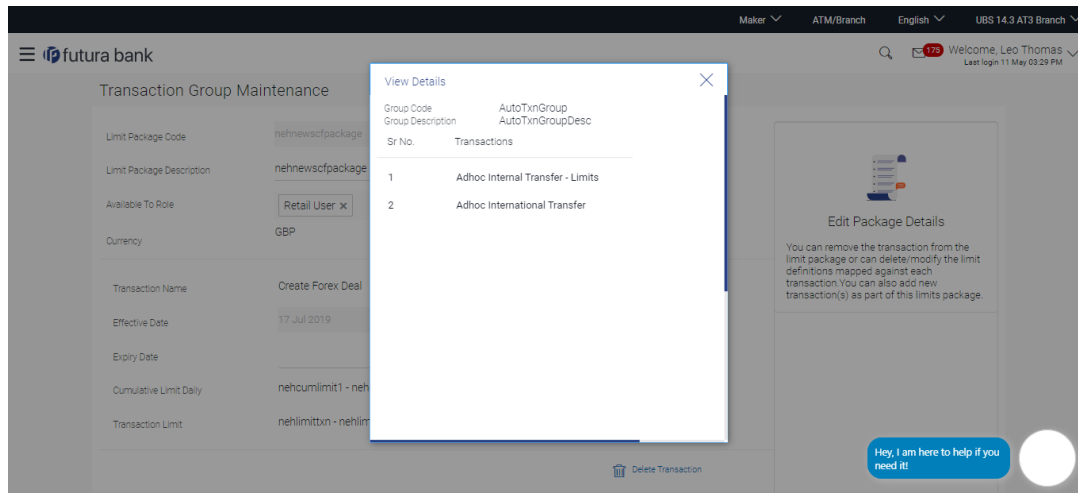 Maker ATM/Branch English UBS 14.3 AT3 Branch
futura bank 175 Welcome, Leo Thomas
Last login 11 May 03:29 PM
Transaction Group Maintenance
View Details
Group Code AutoTxnGroup
Group Description AutoTxnGroupDesc
Sr No. Transactions
1 Adhoc Internal Transfer - Limits
2 Adhoc International Transfer
Limit Package Code nehnewscfpackage
Limit Package Description nehnewscfpackage
Available To Role Retail User ×
Currency GBP
Transaction Name Create Forex Deal
Effective Date 17 Jul 2019
Expiry Date
Cumulative Limit Daily nehcumlimit1 - neh
Transaction Limit nehlimittxn - nehlim
Delete Transaction
Edit Package Details
You can remove the transaction from the
limit package or can delete/modify the limit
definitions mapped against each
transaction.You can also add new
transaction(s) as part of this limits package.
Hey, I am here to help if you
need it!